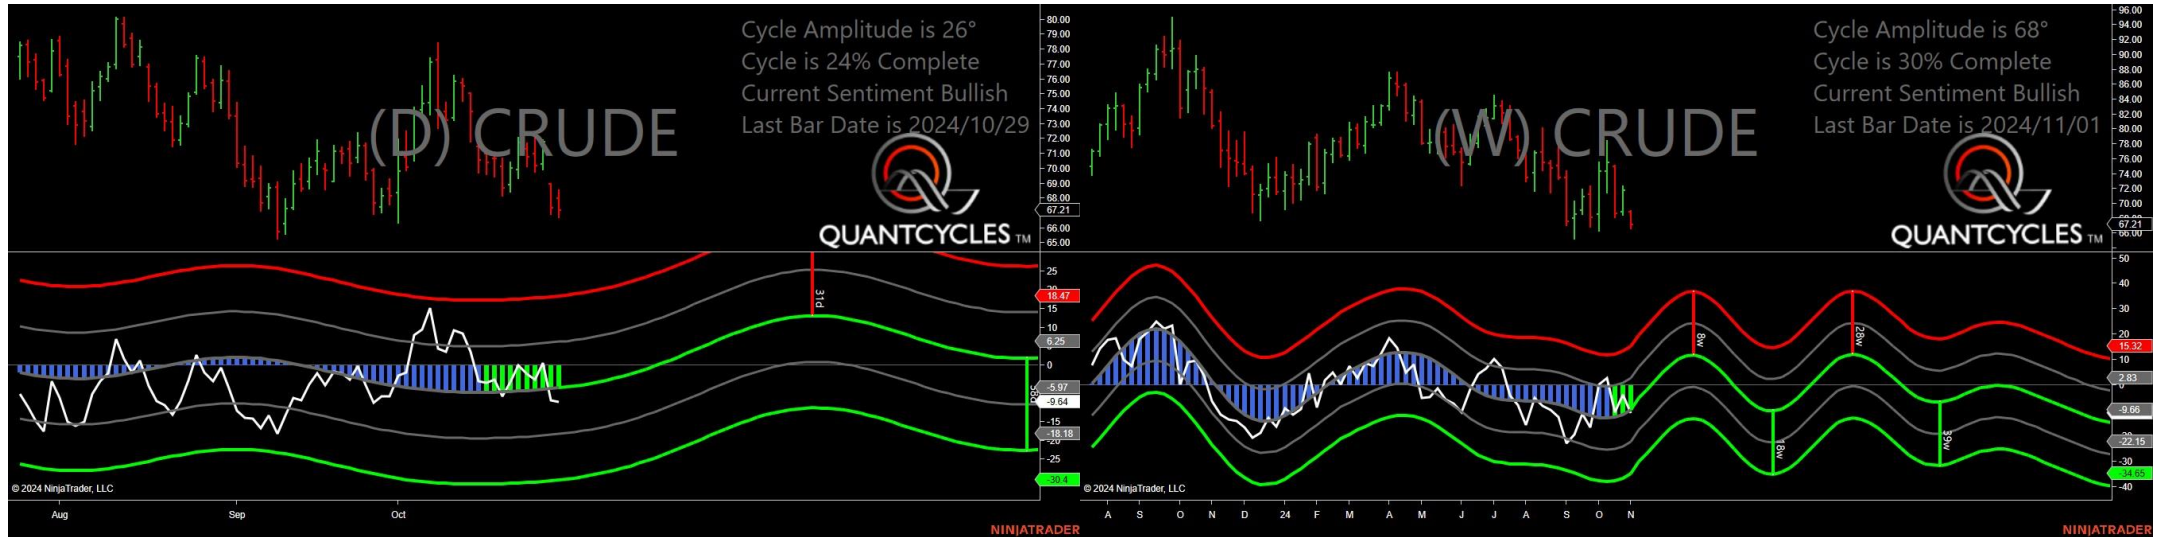 Cycle Amplitude is 26°
Cycle is 24% Complete
Current Sentiment Bullish
Last Bar Date is 2024/10/29
(D) CRUDE
QUANTCYCLES TM
80.00
79.00
78.00
77.00
76.00
75.00
74.00
73.00
72.00
71.00
70.00
69.00
68.00
67.21
66.00
65.00
31d
25
18.47
15
10
6.25
0
-5.97
-9.64
-15
-18.18
-20
-25
-30.4
© 2024 NinjaTrader, LLC
Aug
Sep
Oct
NINJATRADER
Cycle Amplitude is 68°
Cycle is 30% Complete
Current Sentiment Bullish
Last Bar Date is 2024/11/01
(W) CRUDE
QUANTCYCLES TM
96.00
94.00
92.00
90.00
88.00
86.00
84.00
82.00
80.00
78.00
76.00
74.00
72.00
70.00
67.21
66.00
8w
18w
28w
39w
50
40
30
20
15.32
10
2.83
-9.66
-22.15
-30
-34.65
-40
© 2024 NinjaTrader, LLC
A S O N D 24 F M A M J J A S O N
NINJATRADER